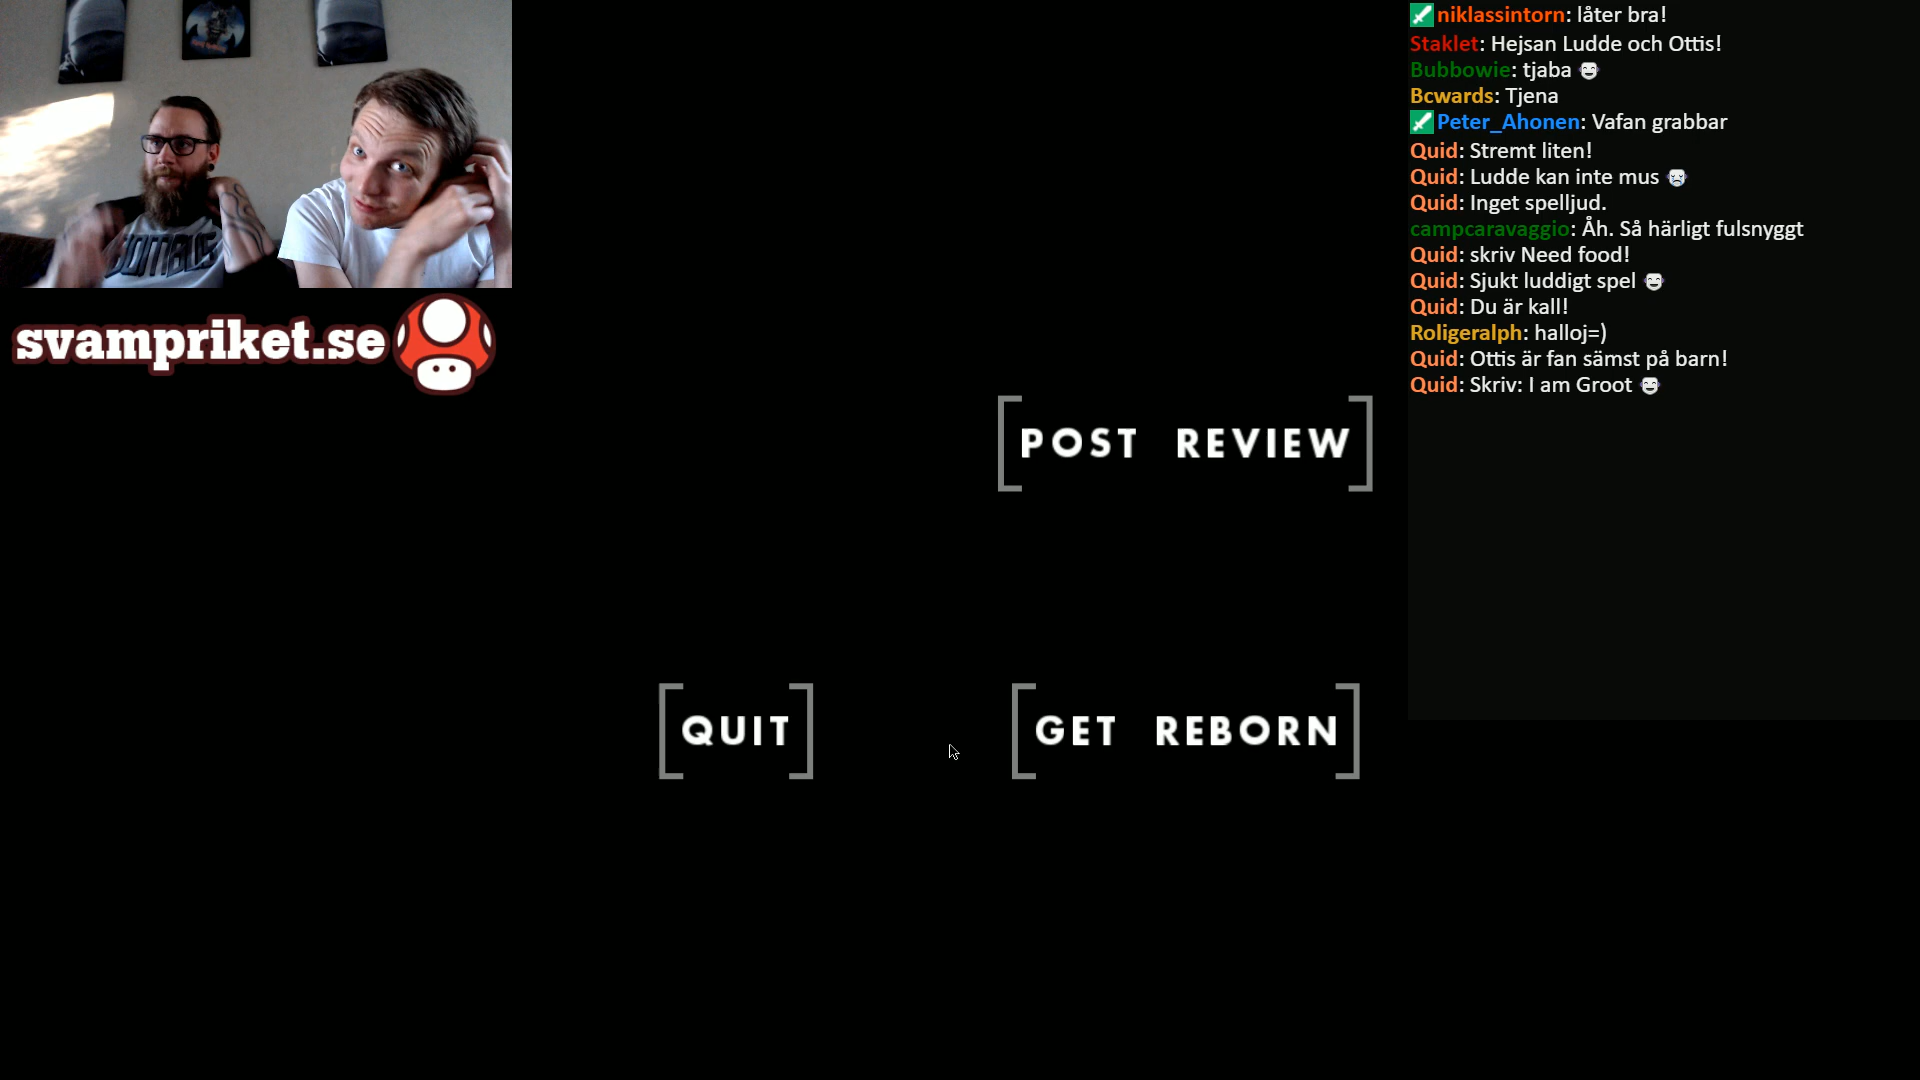 BOMBUS
svampriket.se
niklassintorn: låter bra!
Staklet: Hejsan Ludde och Ottis!
Bubbowie: tjaba
Bcwards: Tjena
Peter_Ahonen: Vafan grabbar
Quid: Stremt liten!
Quid: Ludde kan inte mus
Quid: Inget spelljud.
campcaravaggio: Åh. Så härligt fulsnyggt
Quid: skriv Need food!
Quid: Sjukt luddigt spel
Quid: Du är kall!
Roligeralph: halloj=)
Quid: Ottis är fan sämst på barn!
Quid: Skriv: I am Groot
POST REVIEW
QUIT
GET REBORN